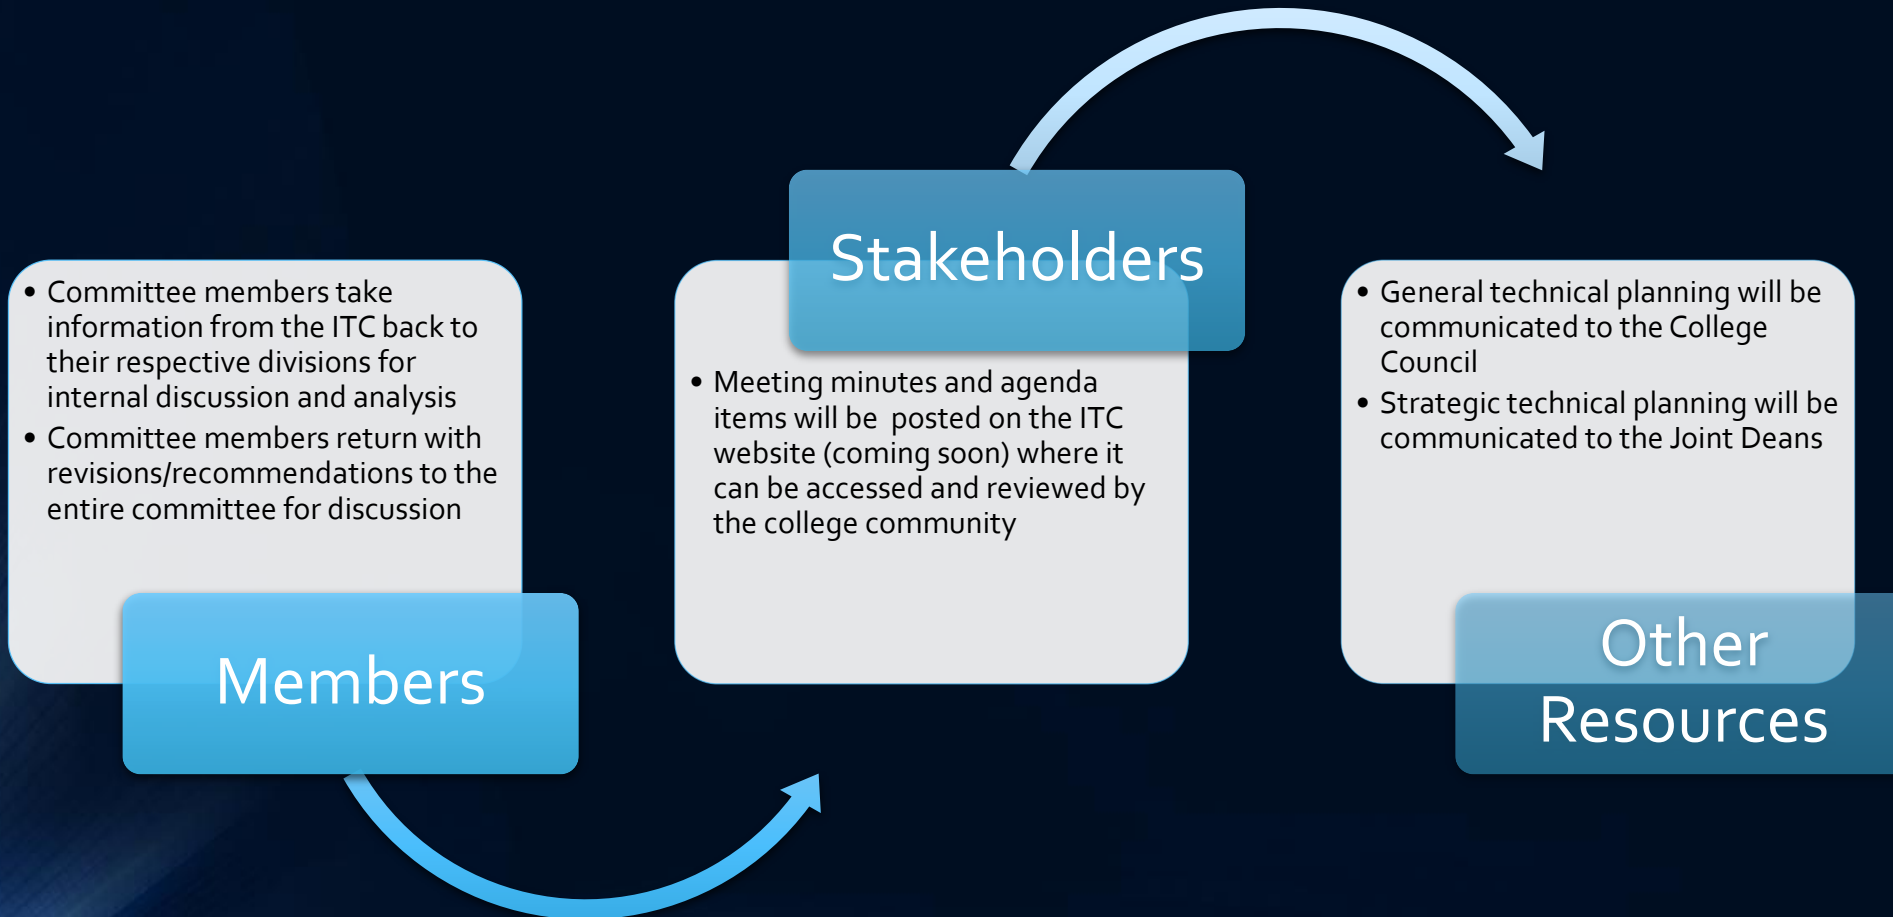 • Committee members take
information from the ITC back to
their respective divisions for
internal discussion and analysis
• Committee members return with
revisions/recommendations to the
entire committee for discussion
Members
Stakeholders
• Meeting minutes and agenda
items will be  posted on the ITC
website (coming soon) where it
can be accessed and reviewed by
the college community
• General technical planning will be
communicated to the College
Council
• Strategic technical planning will be
communicated to the Joint Deans
Other
Resources